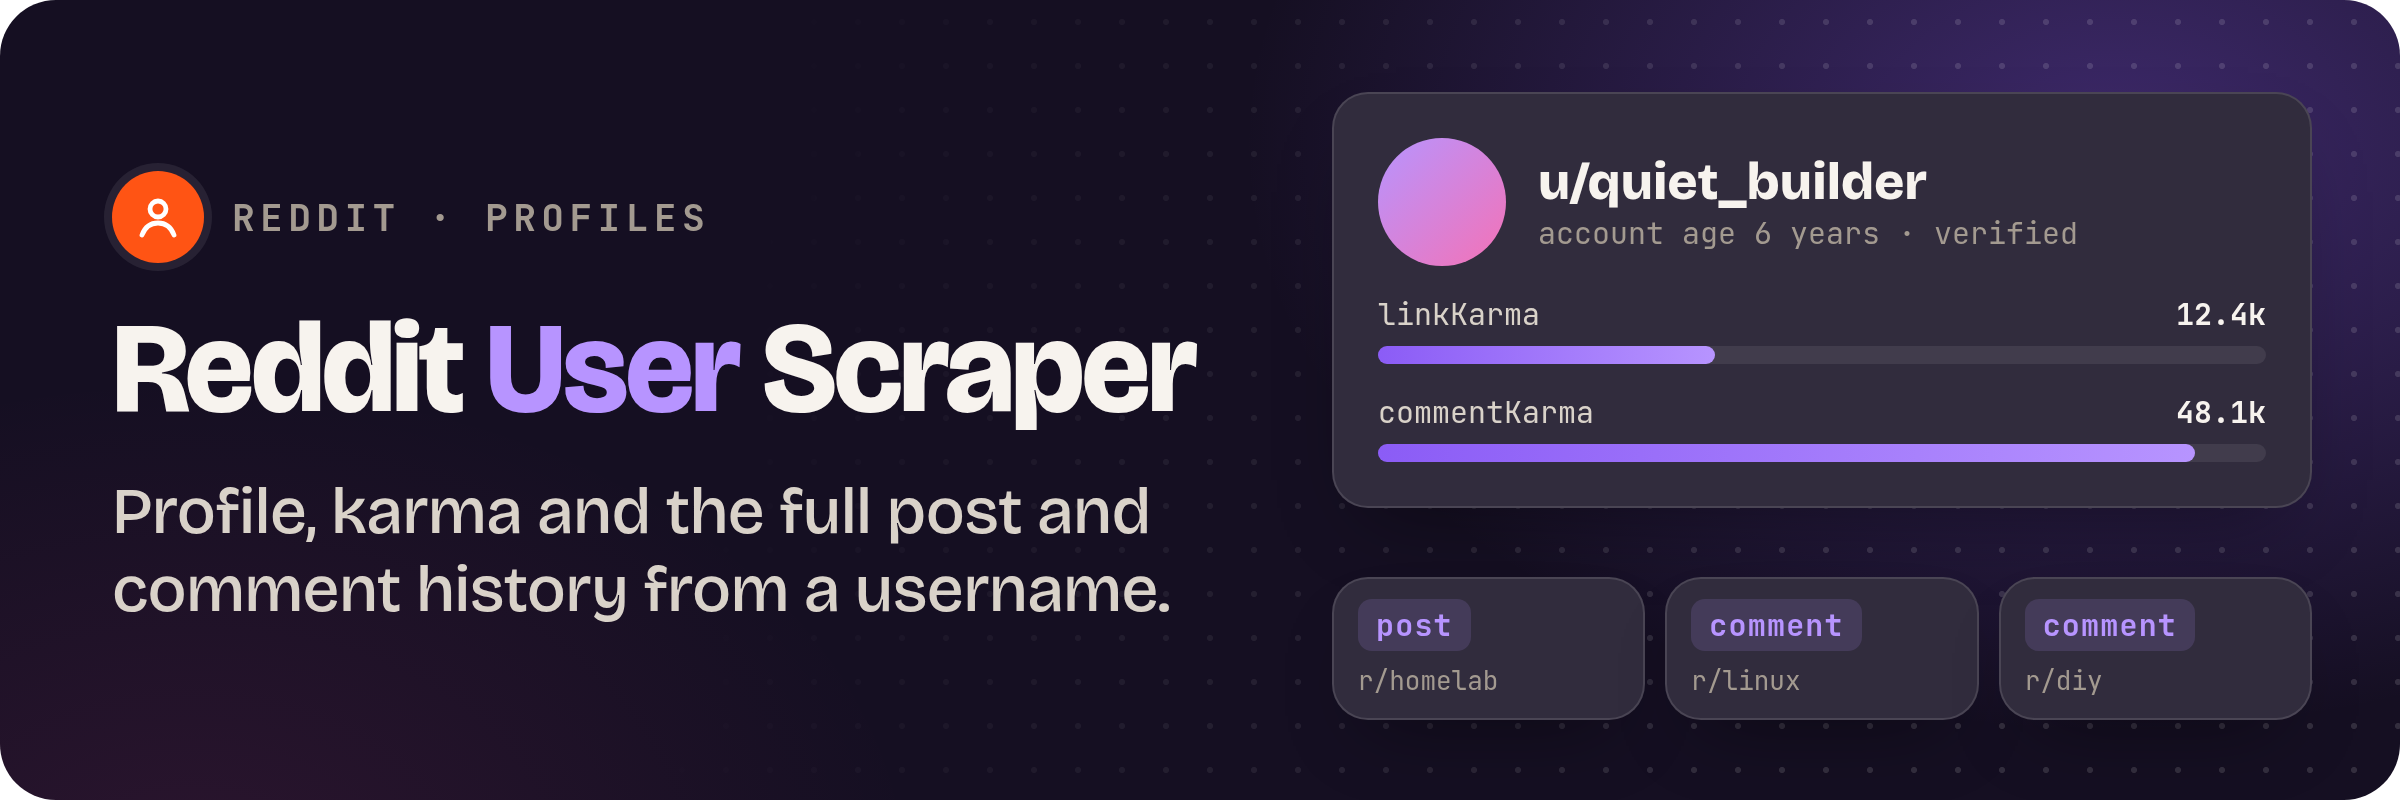 REDDIT · PROFILES
Reddit User Scraper
Profile, karma and the full post and
comment history from a username.
u/quiet_builder
account age 6 years · verified
linkKarma 12.4k
commentKarma 48.1k
post
r/homelab
comment
r/linux
comment
r/diy